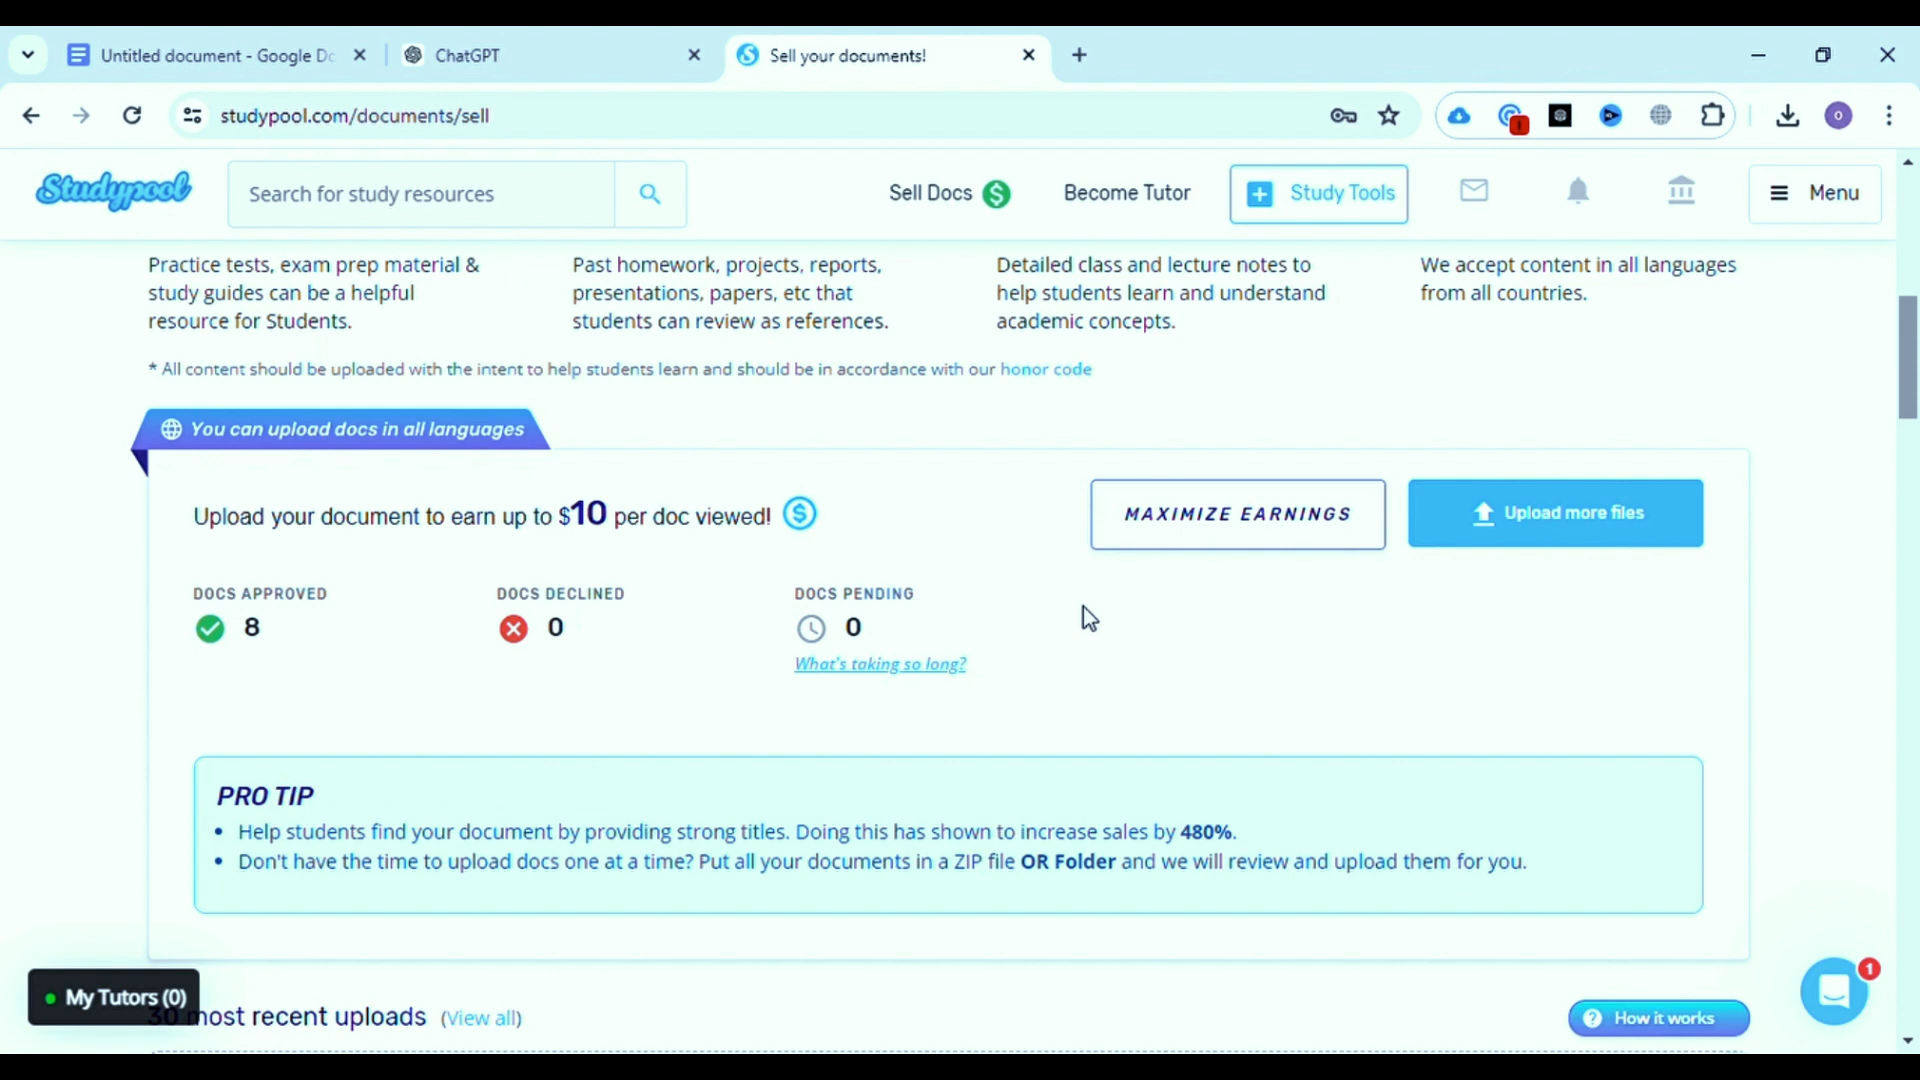 Untitled document - Google Dc
ChatGPT
Sell your documents!
studypool.com/documents/sell
O
Studypool
Search for study resources
Sell Docs $
Become Tutor
Study Tools
Menu
Practice tests, exam prep material &
study guides can be a helpful
resource for Students.
Past homework, projects, reports,
presentations, papers, etc that
students can review as references.
Detailed class and lecture notes to
help students learn and understand
academic concepts.
We accept content in all languages
from all countries.
* All content should be uploaded with the intent to help students learn and should be in accordance with our honor code
You can upload docs in all languages
Upload your document to earn up to $10 per doc viewed! $
MAXIMIZE EARNINGS
Upload more files
DOCS APPROVED
8
DOCS DECLINED
0
DOCS PENDING
0
What's taking so long?
PRO TIP
• Help students find your document by providing strong titles. Doing this has shown to increase sales by 480%.
• Don't have the time to upload docs one at a time? Put all your documents in a ZIP file OR Folder and we will review and upload them for you.
My Tutors (0)
30 most recent uploads (View all)
? How it works
1